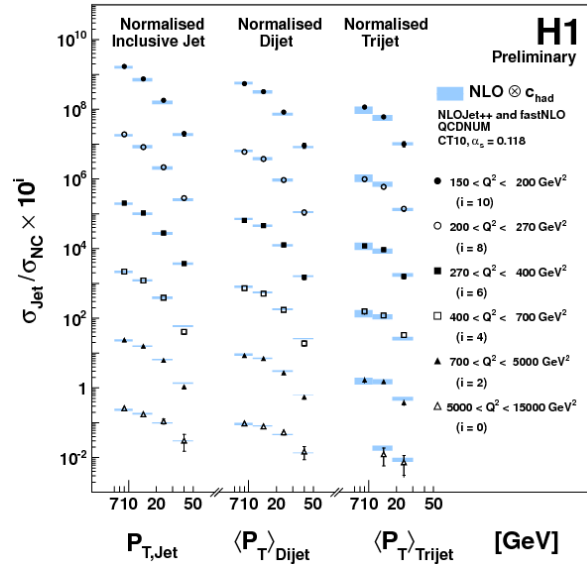 Normalised Inclusive Jet
Normalised Dijet
Normalised Trijet
H1
Preliminary
NLO ⊗ c_had
NLOJet++ and fastNLO
QCDNUM
CT10, α_s = 0.118
150 < Q² < 200 GeV²
(i = 10)
200 < Q² < 270 GeV²
(i = 8)
270 < Q² < 400 GeV²
(i = 6)
400 < Q² < 700 GeV²
(i = 4)
700 < Q² < 5000 GeV²
(i = 2)
5000 < Q² < 15000 GeV²
(i = 0)
σ_Jet/σ_NC × 10^i
10^10
10^8
10^6
10^4
10^2
1
10^-2
7 10 20 50 7 10 20 50 7 10 20 50
P_T,Jet ⟨P_T⟩_Dijet ⟨P_T⟩_Trijet [GeV]